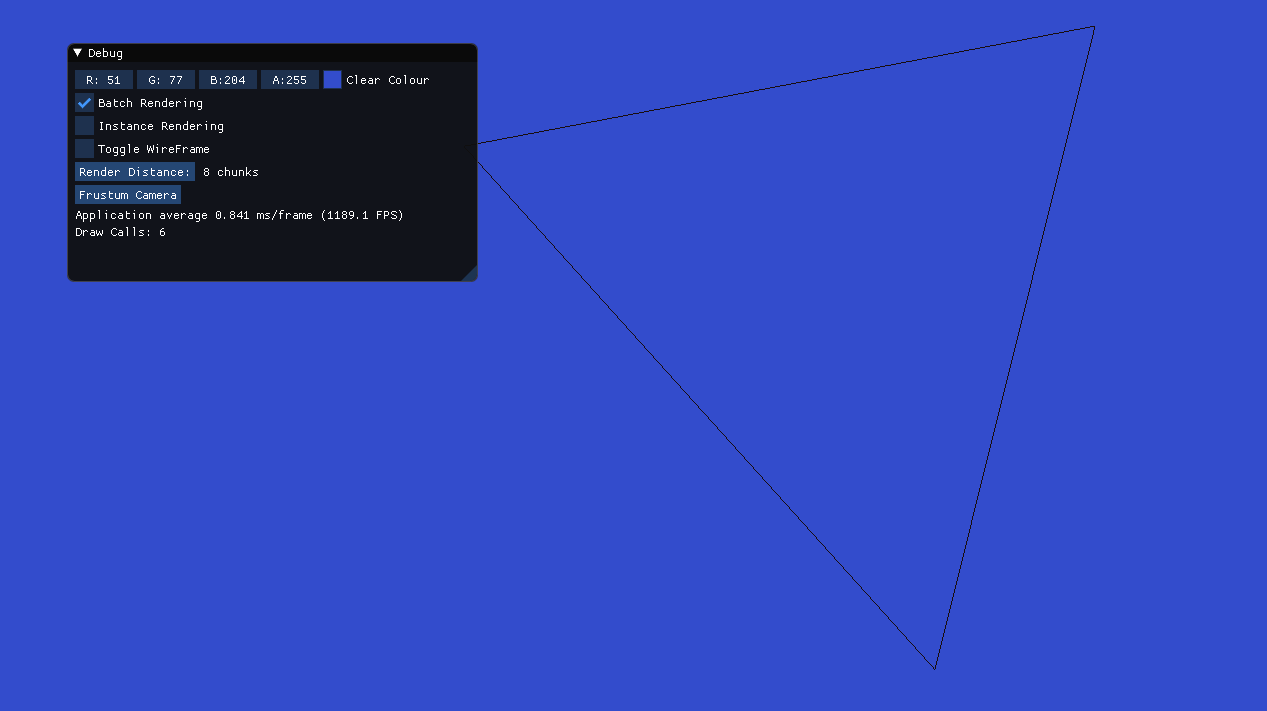 Debug
R: 51 G: 77 B:204 A:255 Clear Colour
Batch Rendering
Instance Rendering
Toggle WireFrame
Render Distance: 8 chunks
Frustum Camera
Application average 0.841 ms/frame (1189.1 FPS)
Draw Calls: 6